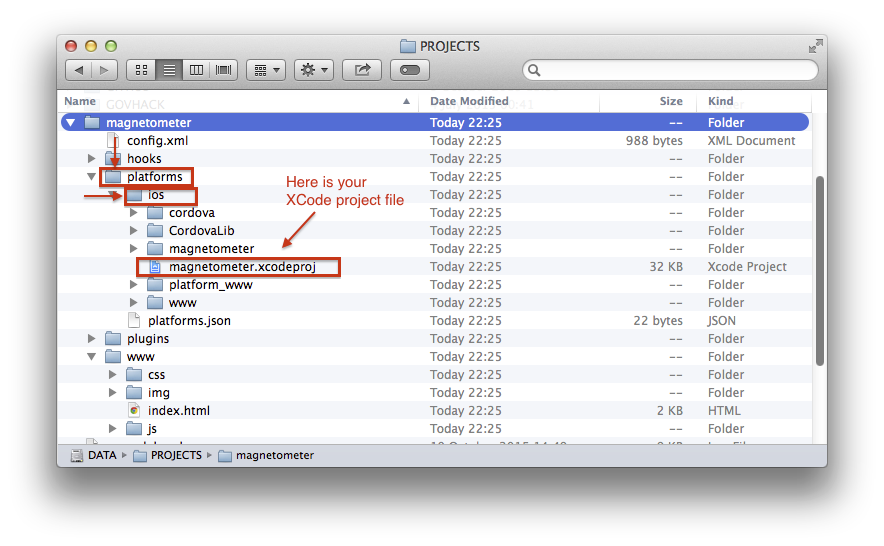 PROJECTS
Name Date Modified Size Kind
GOVHACK
magnetometer Today 22:25 -- Folder
config.xml Today 22:25 988 bytes XML Document
hooks Today 22:25 -- Folder
platforms Today 22:25 -- Folder
ios Today 22:25 -- Folder
Here is your
XCode project file
cordova Today 22:25 -- Folder
CordovaLib Today 22:25 -- Folder
magnetometer Today 22:25 -- Folder
magnetometer.xcodeproj Today 22:25 32 KB Xcode Project
platform_www Today 22:25 -- Folder
www Today 22:25 -- Folder
platforms.json Today 22:25 22 bytes JSON
plugins Today 22:25 -- Folder
www Today 22:25 -- Folder
css Today 22:25 -- Folder
img Today 22:25 -- Folder
index.html Today 22:25 2 KB HTML
js Today 22:25 -- Folder
DATA PROJECTS magnetometer